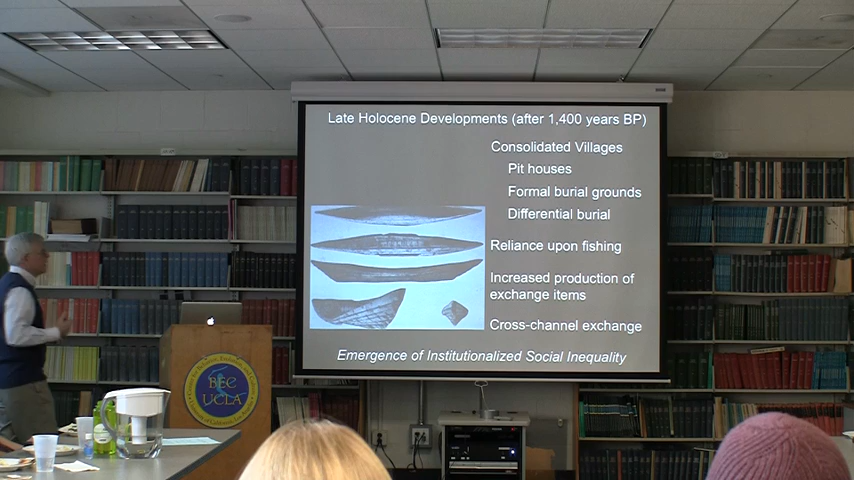 Late Holocene Developments (after 1,400 years BP)
Consolidated Villages
Pit houses
Formal burial grounds
Differential burial
Reliance upon fishing
Increased production of
exchange items
Cross-channel exchange
Emergence of Institutionalized Social Inequality
BEC
UCLA